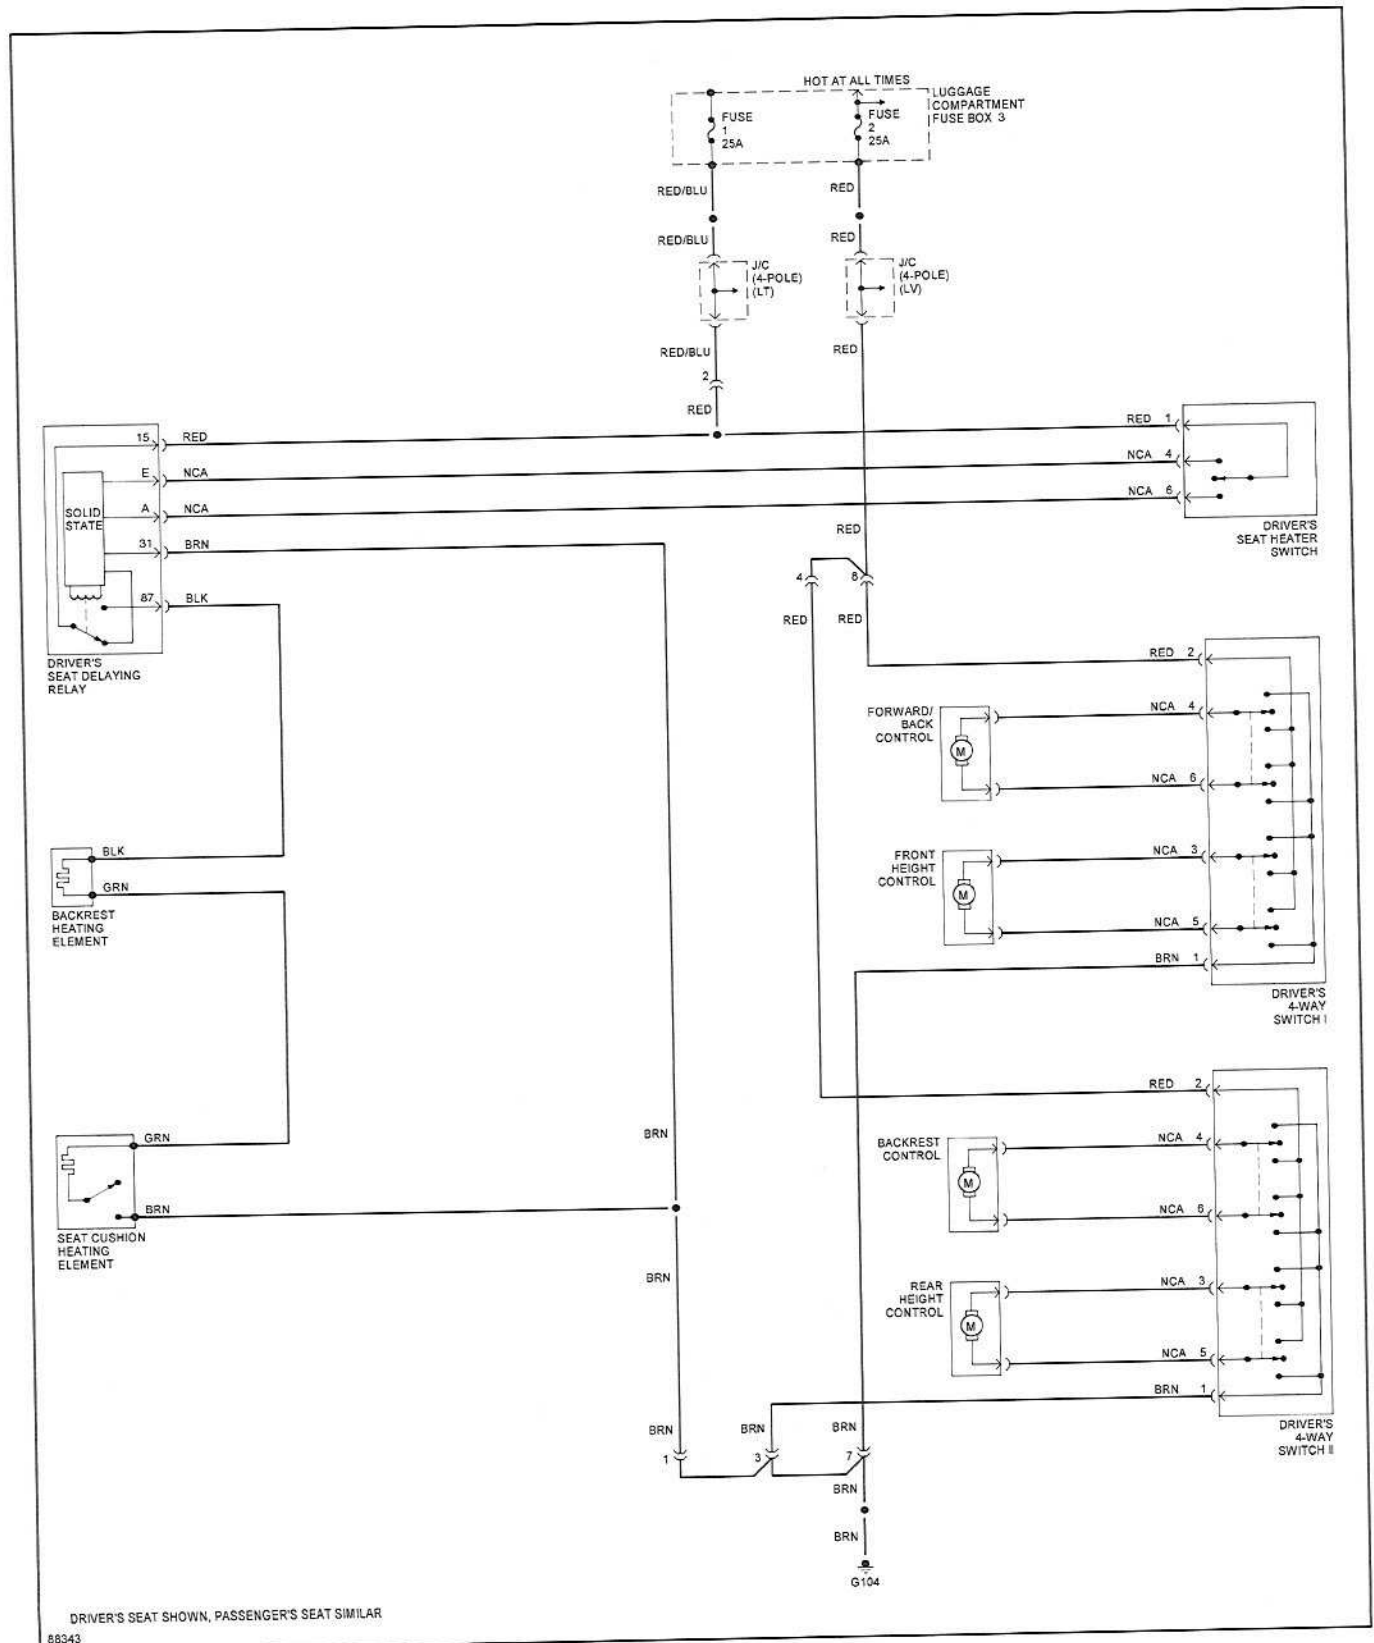 HOT AT ALL TIMES
LUGGAGE
COMPARTMENT
FUSE BOX 3
FUSE
1
25A
FUSE
2
25A
RED/BLU
RED
RED/BLU
RED
J/C
(4-POLE)
(LT)
J/C
(4-POLE)
(LV)
RED/BLU
RED
2
RED
15
RED
RED 1
E
NCA
NCA 4
A
NCA
NCA 6
SOLID
STATE
31
BRN
87
BLK
DRIVER'S
SEAT HEATER
SWITCH
RED
4
8
RED
RED
DRIVER'S
SEAT DELAYING
RELAY
RED 2
FORWARD/
BACK
CONTROL
M
NCA 4
NCA 6
FRONT
HEIGHT
CONTROL
M
NCA 3
NCA 5
BRN 1
DRIVER'S
4-WAY
SWITCH I
BLK
GRN
BACKREST
HEATING
ELEMENT
RED 2
BACKREST
CONTROL
M
NCA 4
NCA 6
GRN
BRN
BRN
SEAT CUSHION
HEATING
ELEMENT
BRN
REAR
HEIGHT
CONTROL
M
NCA 3
NCA 5
BRN 1
DRIVER'S
4-WAY
SWITCH II
BRN
BRN
BRN
1
3
7
BRN
BRN
G104
DRIVER'S SEAT SHOWN, PASSENGER'S SEAT SIMILAR
88343